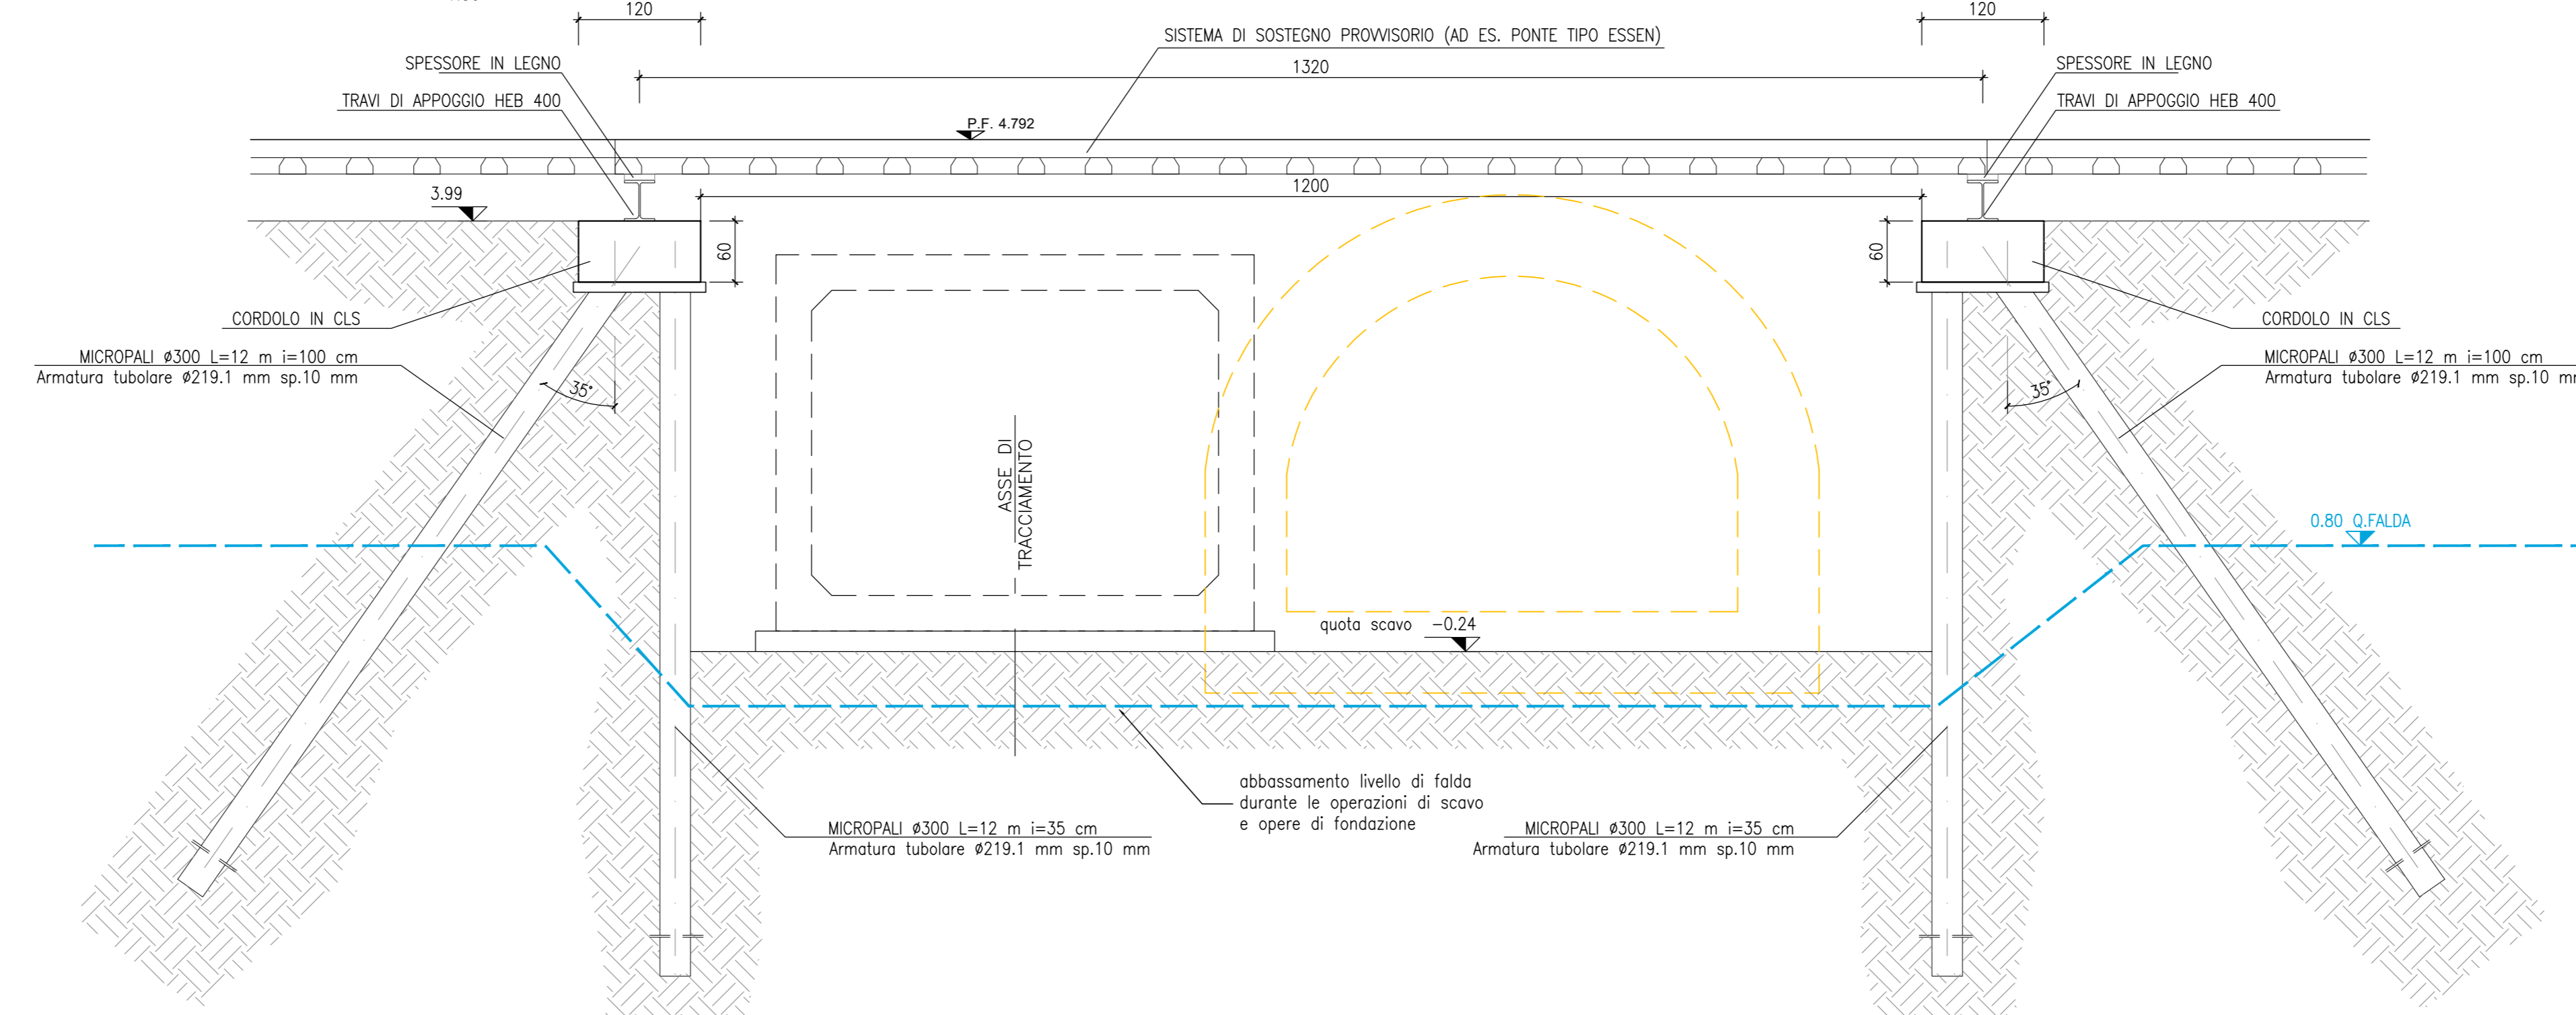 120
120
SISTEMA DI SOSTEGNO PROVVISORIO (AD ES. PONTE TIPO ESSEN)
SPESSORE IN LEGNO
1320
SPESSORE IN LEGNO
TRAVI DI APPOGGIO HEB 400
TRAVI DI APPOGGIO HEB 400
P.F. 4.792
3.99
1200
60
60
CORDOLO IN CLS
CORDOLO IN CLS
MICROPALI ø300 L=12 m i=100 cm
Armatura tubolare ø219.1 mm sp.10 mm
MICROPALI ø300 L=12 m i=100 cm
Armatura tubolare ø219.1 mm sp.10
35°
35°
ASSE DI
TRACCIAMENTO
0.80 Q.FALDA
quota scavo -0.24
abbassamento livello di falda
durante le operazioni di scavo
e opere di fondazione
MICROPALI ø300 L=12 m i=35 cm
Armatura tubolare ø219.1 mm sp.10 mm
MICROPALI ø300 L=12 m i=35 cm
Armatura tubolare ø219.1 mm sp.10 mm